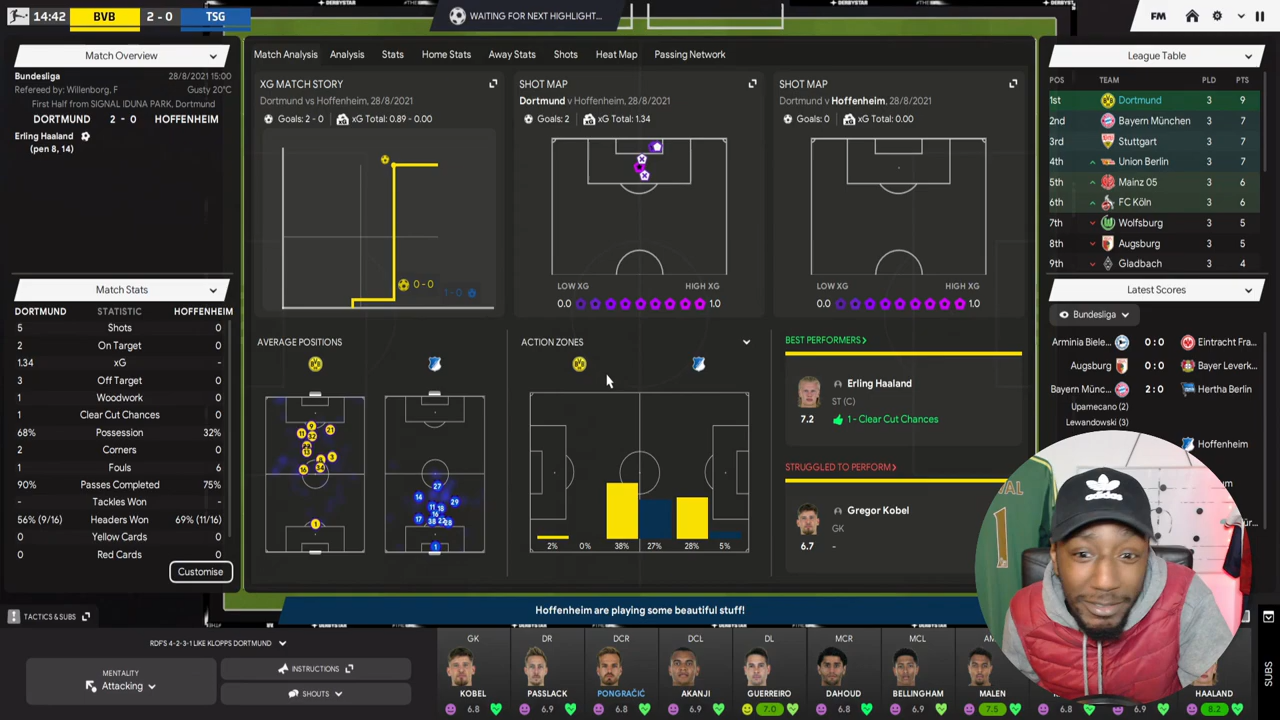 14:42 BVB 2 - 0 TSG
WAITING FOR NEXT HIGHLIGHT...
FM
Match Overview
Bundesliga 28/8/2021 15:00
Refereed by: Willenborg, F Gusty 20°C
First Half from SIGNAL IDUNA PARK, Dortmund
DORTMUND 2 - 0 HOFFENHEIM
Erling Haaland
(pen 8, 14)
Match Stats
DORTMUND STATISTIC HOFFENHEIM
5 Shots 0
2 On Target 0
1.34 xG -
3 Off Target 0
1 Woodwork 0
1 Clear Cut Chances 0
68% Possession 32%
2 Corners 0
1 Fouls 6
90% Passes Completed 75%
- Tackles Won -
56% (9/16) Headers Won 69% (11/16)
0 Yellow Cards 0
0 Red Cards 0
Customise
Match Analysis Analysis Stats Home Stats Away Stats Shots Heat Map Passing Network
XG MATCH STORY
Dortmund vs Hoffenheim, 28/8/2021
Goals: 2 - 0 xG Total: 0.89 - 0.00
0-0
1-0
SHOT MAP
Dortmund v Hoffenheim, 28/8/2021
Goals: 2 xG Total: 1.34
LOW XG HIGH XG
0.0 1.0
SHOT MAP
Dortmund v Hoffenheim, 28/8/2021
Goals: 0 xG Total: 0.00
LOW XG HIGH XG
0.0 1.0
AVERAGE POSITIONS
ACTION ZONES
2% 0% 38% 27% 28% 5%
BEST PERFORMERS>
Erling Haaland
ST (C)
7.2 1 - Clear Cut Chances
STRUGGLED TO PERFORM>
Gregor Kobel
GK
6.7 -
League Table
POS TEAM PLD PTS
1st Dortmund 3 9
2nd Bayern München 3 7
3rd Stuttgart 3 7
4th Union Berlin 3 7
5th Mainz 05 3 6
6th FC Köln 3 6
7th Wolfsburg 3 5
8th Augsburg 3 5
9th Gladbach 3 4
Latest Scores
Bundesliga
Arminia Biele... 0 : 0 Eintracht Fra...
Augsburg 0 : 0 Bayer Leverk...
Bayern Münc... 2 : 0 Hertha Berlin
Upamecano (2)
Lewandowski (3)
Hoffenheim
Hoffenheim are playing some beautiful stuff!
TACTICS & SUBS
RDF'S 4-2-3-1 LIKE KLOPPS DORTMUND
MENTALITY
Attacking
INSTRUCTIONS
SHOUTS
GK DR DCR DCL DL MCR MCL
KOBEL PASSLACK PONGRAČIĆ AKANJI GUERREIRO DAHOUD BELLINGHAM MALEN HAALAND
6.8 6.9 6.8 6.9 7.0 6.8 6.9 7.5 6.9 8.2
SUBS